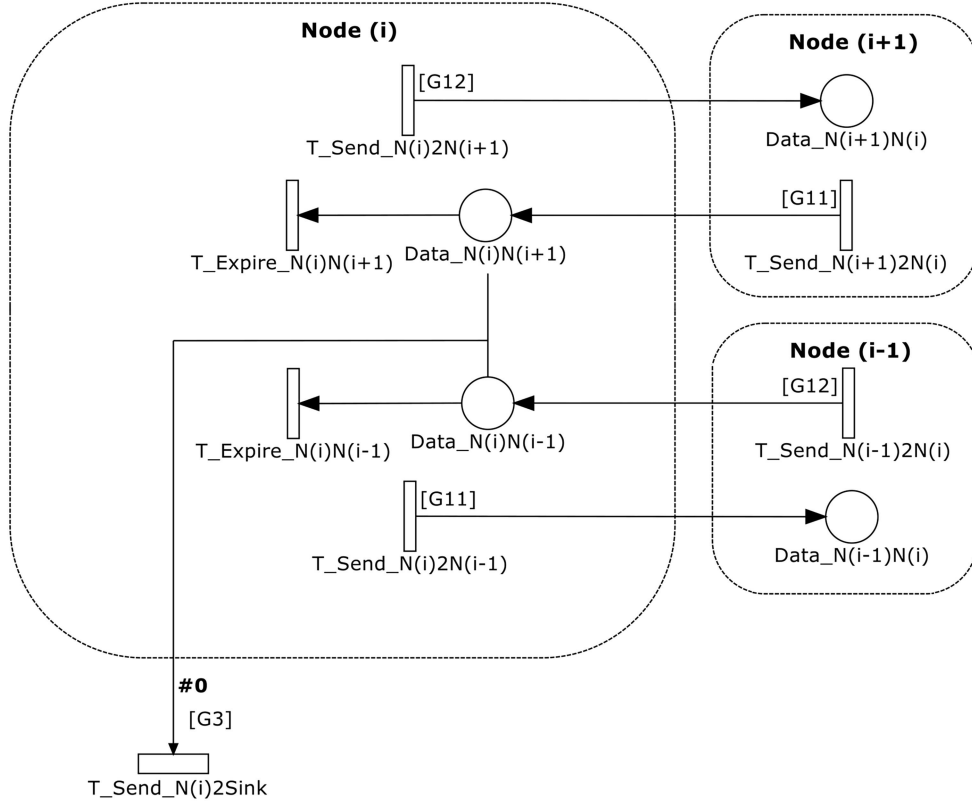 Node (i)
[G12]
T_Send_N(i)2N(i+1)
T_Expire_N(i)N(i+1)
Data_N(i)N(i+1)
T_Expire_N(i)N(i-1)
Data_N(i)N(i-1)
[G11]
T_Send_N(i)2N(i-1)
Node (i+1)
Data_N(i+1)N(i)
[G11]
T_Send_N(i+1)2N(i)
Node (i-1)
[G12]
T_Send_N(i-1)2N(i)
Data_N(i-1)N(i)
#0
[G3]
T_Send_N(i)2Sink